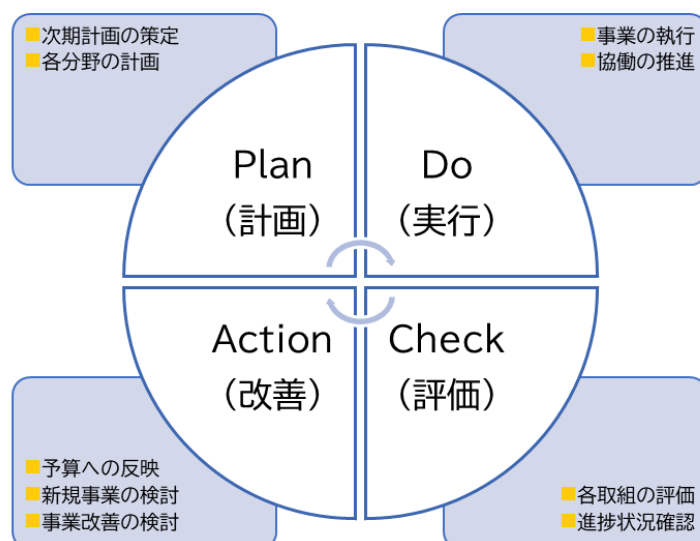 ■次期計画の策定
■各分野の計画
■事業の執行
■協働の推進
Plan
(計画)
Do
(実行)
Action
(改善)
Check
(評価)
■予算への反映
■新規事業の検討
■事業改善の検討
■各取組の評価
■進捗状況確認